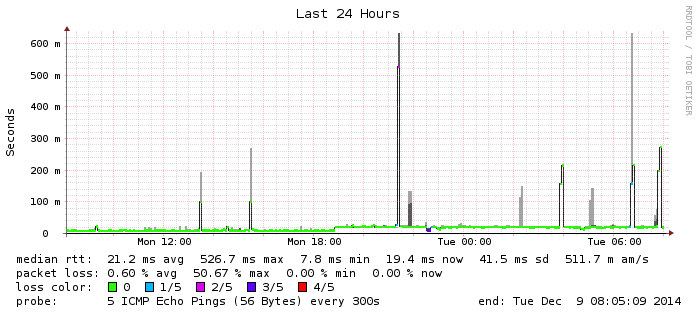 Last 24 Hours
RRDTOOL / TOBI OETIKER
Seconds
600 m
500 m
400 m
300 m
200 m
100 m
0
Mon 12:00 Mon 18:00 Tue 00:00 Tue 06:00
median rtt: 21.2 ms avg 526.7 ms max 7.8 ms min 19.4 ms now 41.5 ms sd 511.7 m am/s
packet loss: 0.60 % avg 50.67 % max 0.00 % min 0.00 % now
loss color: 0 1/5 2/5 3/5 4/5
probe: 5 ICMP Echo Pings (56 Bytes) every 300s end: Tue Dec 9 08:05:09 2014